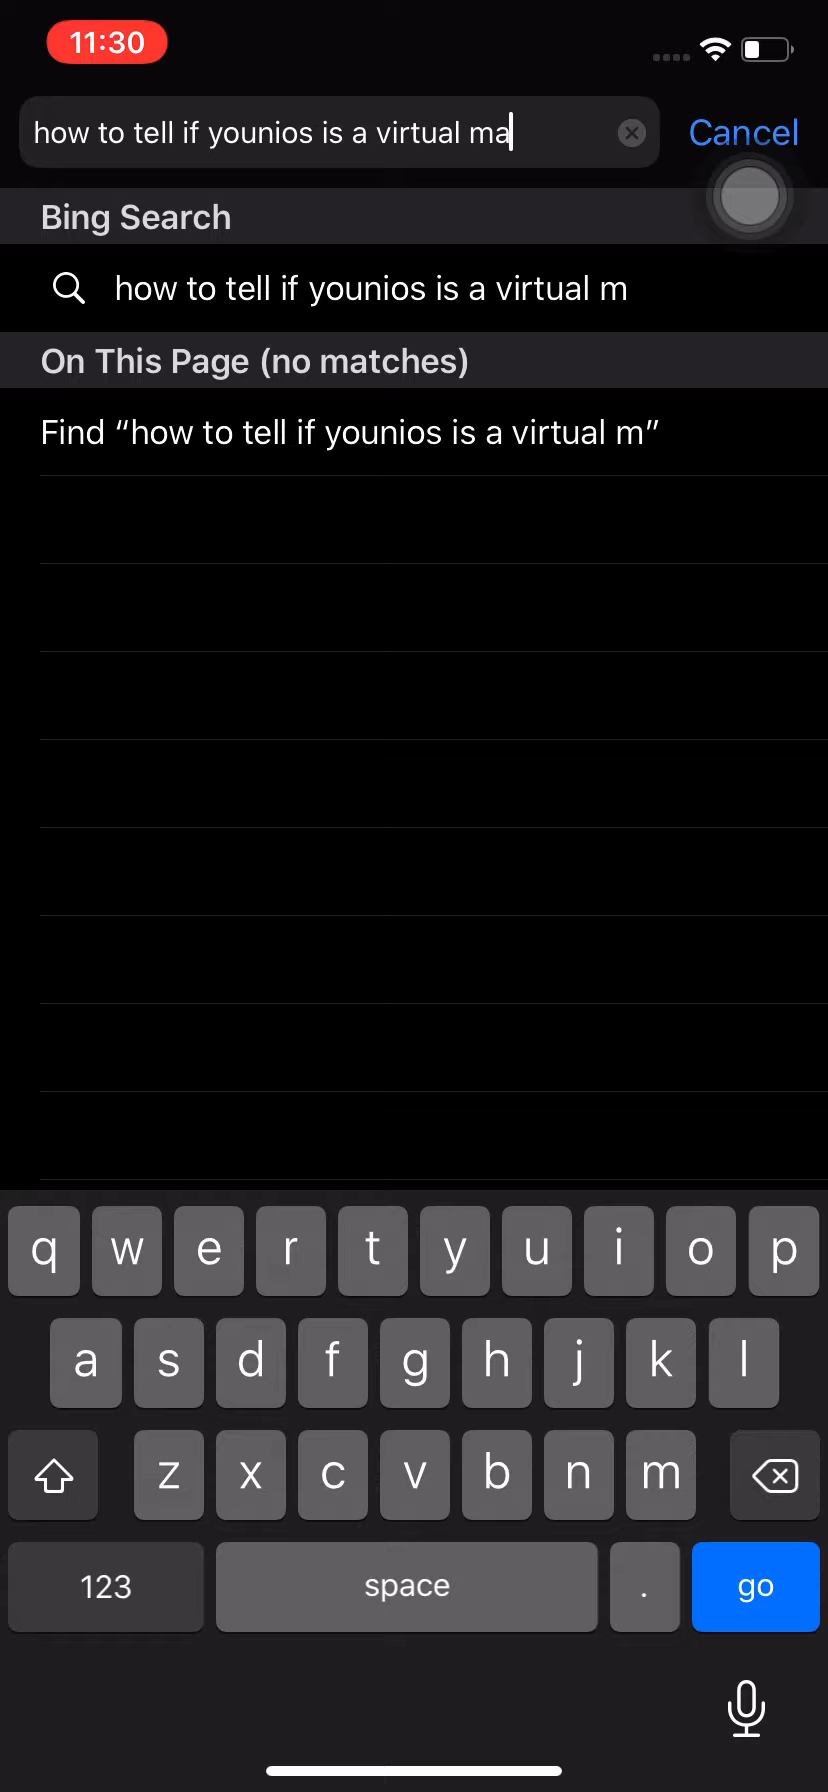 11:30
how to tell if younios is a virtual ma
Cancel
Bing Search
how to tell if younios is a virtual m
On This Page (no matches)
Find “how to tell if younios is a virtual m”
q w e r t y u i o p
a s d f g h j k l
z x c v b n m
123 space . go